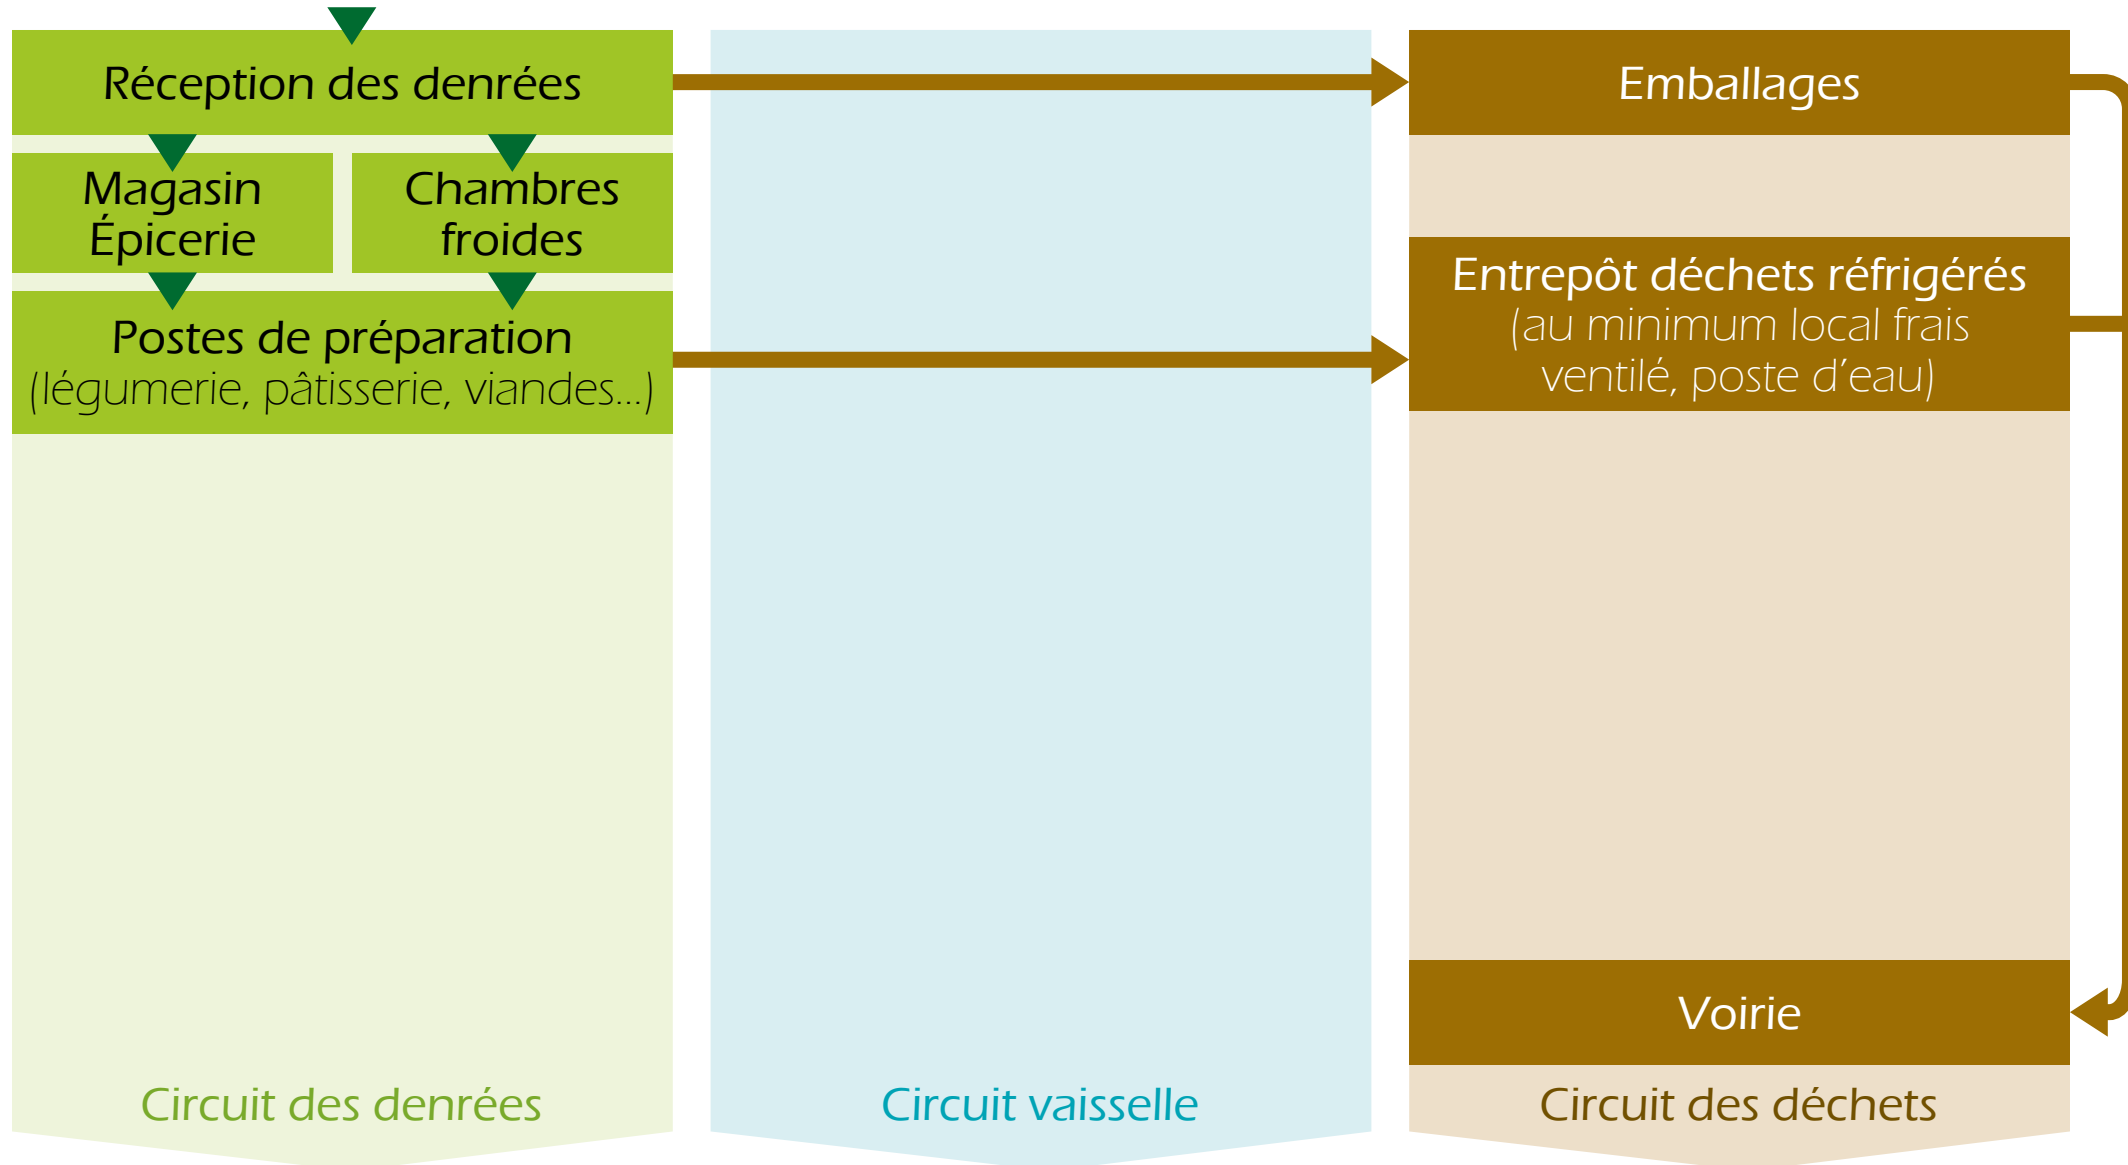 Réception des denrées
Emballages
Magasin
Épicerie
Chambres
froides
Entrepôt déchets réfrigérés
(au minimum local frais
ventilé, poste d’eau)
Postes de préparation
(légumerie, pâtisserie, viandes...)
Voirie
Circuit des denrées
Circuit vaisselle
Circuit des déchets